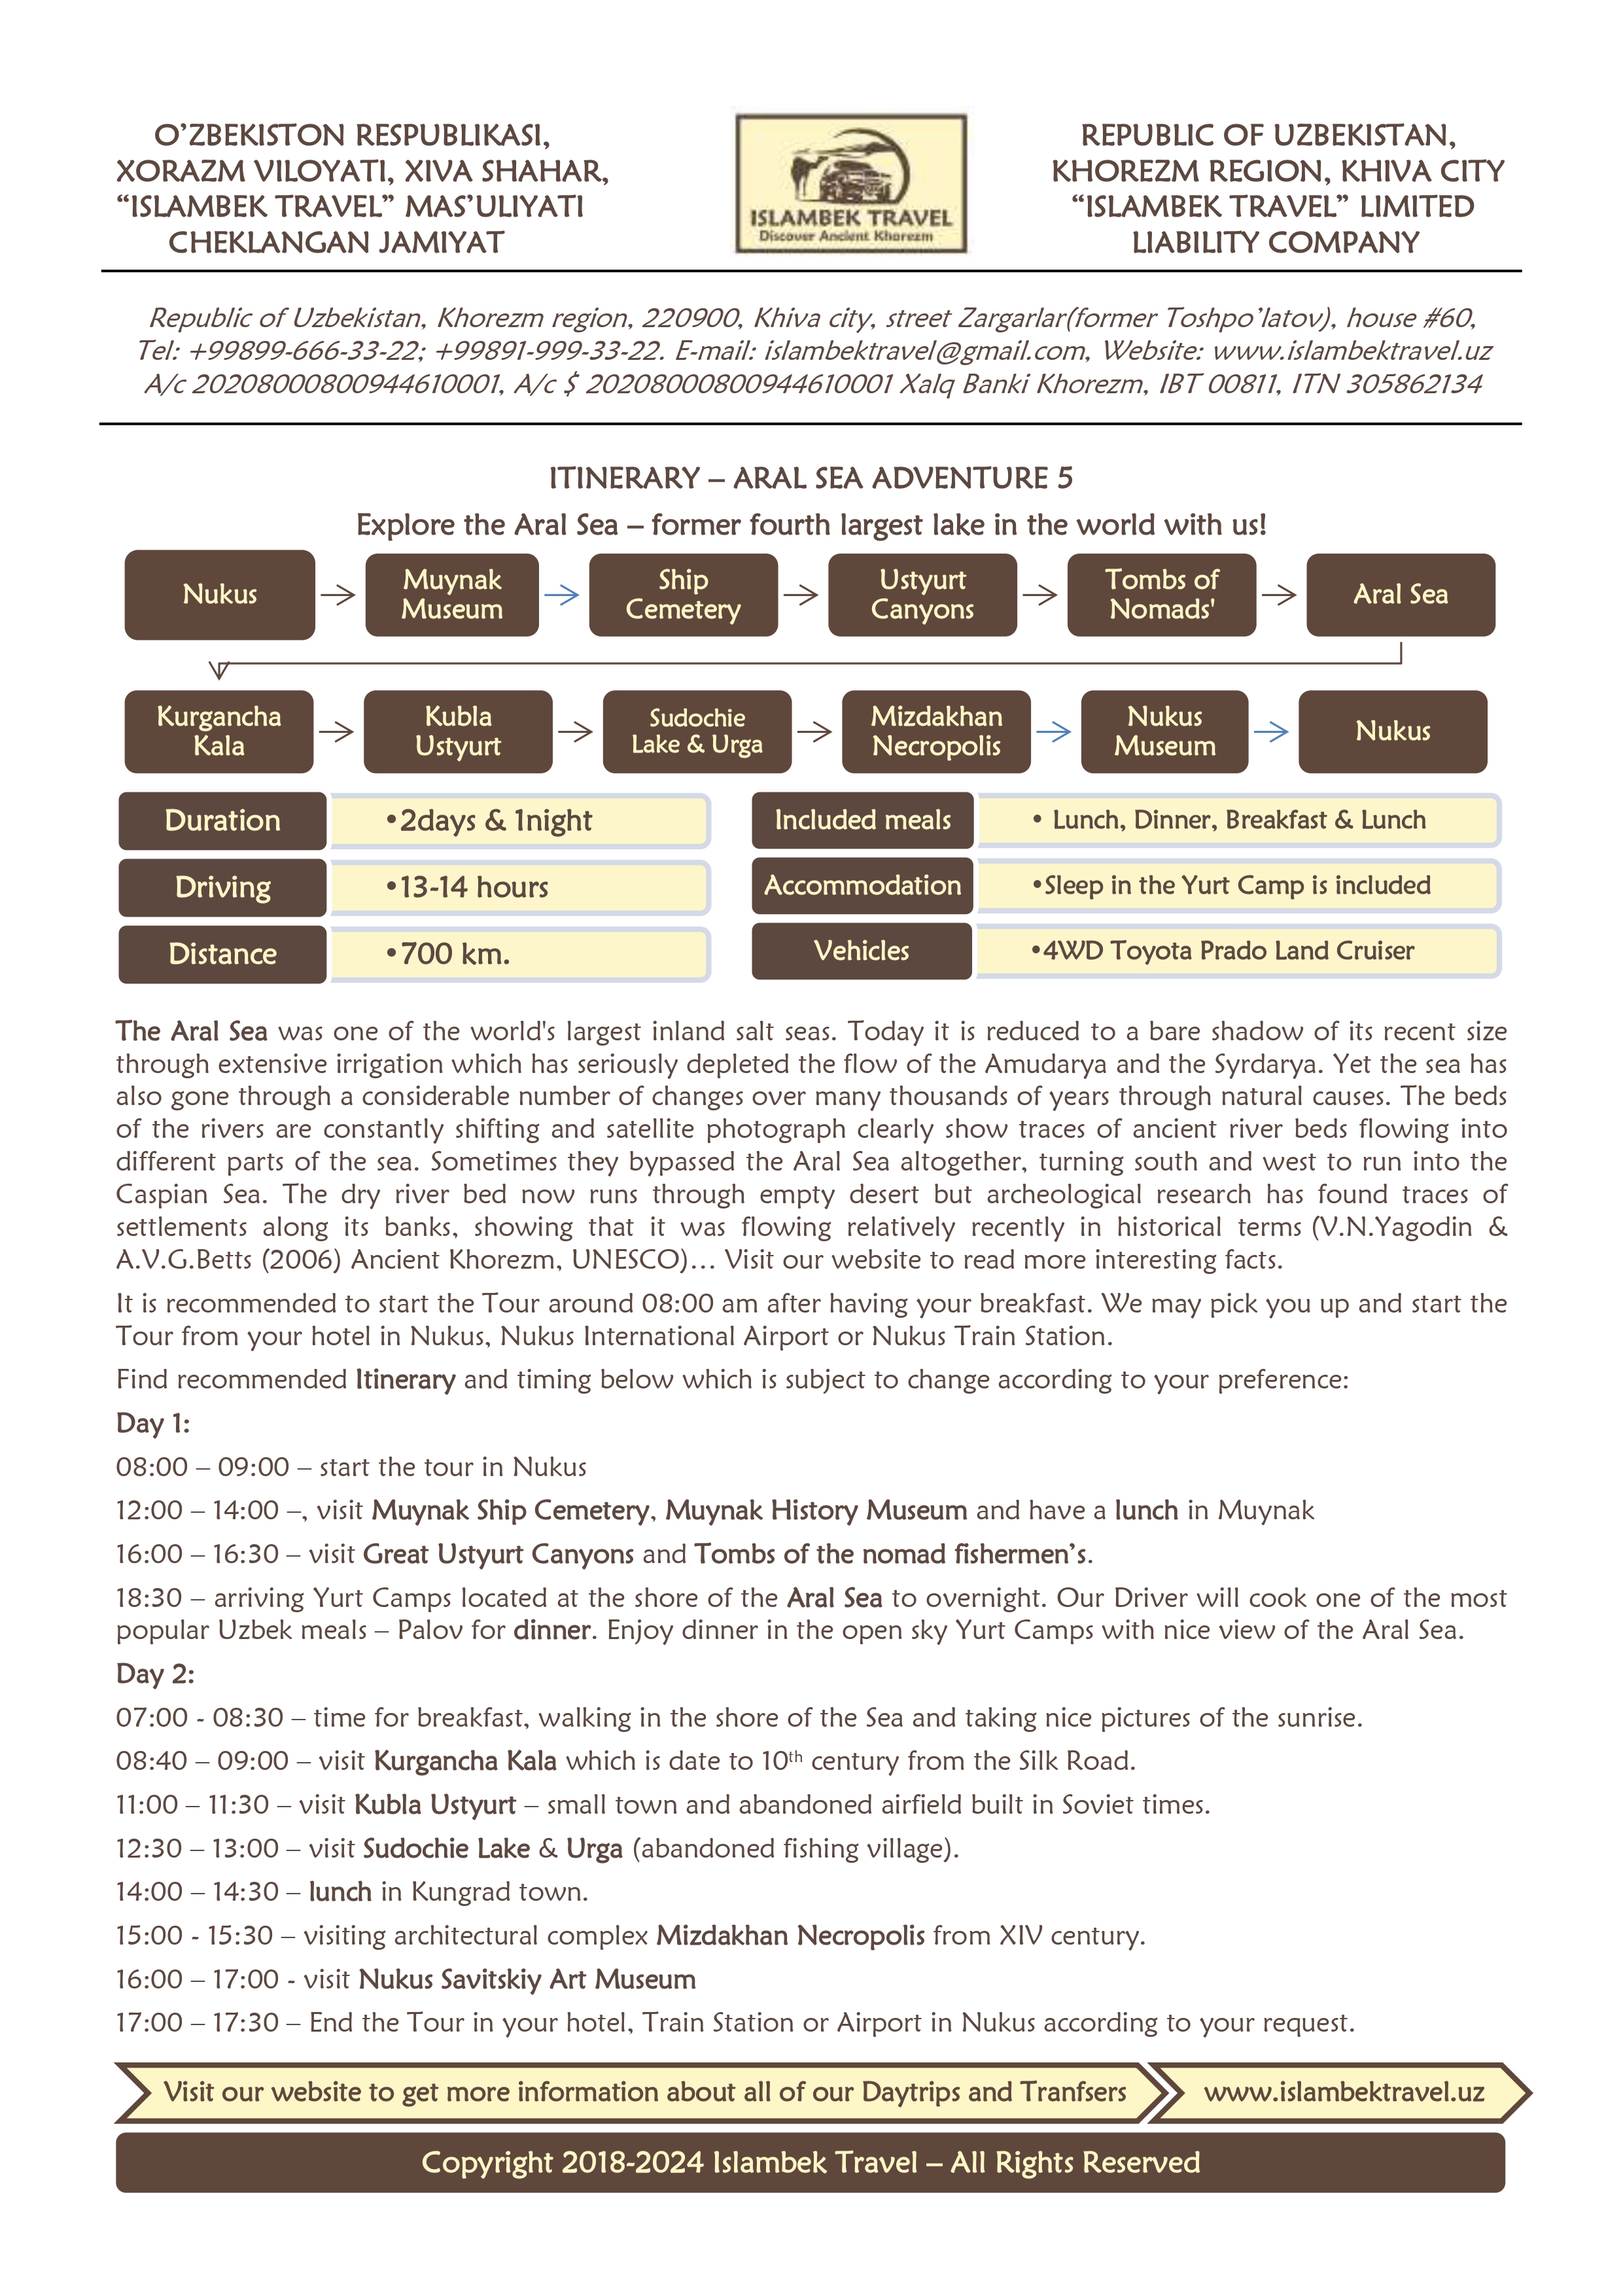 O’ZBEKISTON RESPUBLIKASI,
XORAZM VILOYATI, XIVA SHAHAR,
“ISLAMBEK TRAVEL” MAS’ULIYATI
CHEKLANGAN JAMIYAT
ISLAMBEK TRAVEL
Discover Ancient Khorezm
REPUBLIC OF UZBEKISTAN,
KHOREZM REGION, KHIVA CITY
“ISLAMBEK TRAVEL” LIMITED
LIABILITY COMPANY
Republic of Uzbekistan, Khorezm region, 220900, Khiva city, street Zargarlar(former Toshpo’latov), house #60,
Tel: +99899-666-33-22; +99891-999-33-22. E-mail: islambektravel@gmail.com, Website: www.islambektravel.uz
A/c 20208000800944610001, A/c $ 20208000800944610001 Xalq Banki Khorezm, IBT 00811, ITN 305862134
ITINERARY – ARAL SEA ADVENTURE 5
Explore the Aral Sea – former fourth largest lake in the world with us!
Nukus
Muynak
Museum
Ship
Cemetery
Ustyurt
Canyons
Tombs of
Nomads'
Aral Sea
Kurgancha
Kala
Kubla
Ustyurt
Sudochie
Lake & Urga
Mizdakhan
Necropolis
Nukus
Museum
Nukus
Duration
•2days & 1night
Driving
•13-14 hours
Distance
•700 km.
Included meals
• Lunch, Dinner, Breakfast & Lunch
Accommodation
•Sleep in the Yurt Camp is included
Vehicles
•4WD Toyota Prado Land Cruiser
The Aral Sea was one of the world's largest inland salt seas. Today it is reduced to a bare shadow of its recent size
through extensive irrigation which has seriously depleted the flow of the Amudarya and the Syrdarya. Yet the sea has
also gone through a considerable number of changes over many thousands of years through natural causes. The beds
of the rivers are constantly shifting and satellite photograph clearly show traces of ancient river beds flowing into
different parts of the sea. Sometimes they bypassed the Aral Sea altogether, turning south and west to run into the
Caspian Sea. The dry river bed now runs through empty desert but archeological research has found traces of
settlements along its banks, showing that it was flowing relatively recently in historical terms (V.N.Yagodin &
A.V.G.Betts (2006) Ancient Khorezm, UNESCO)… Visit our website to read more interesting facts.
It is recommended to start the Tour around 08:00 am after having your breakfast. We may pick you up and start the
Tour from your hotel in Nukus, Nukus International Airport or Nukus Train Station.
Find recommended Itinerary and timing below which is subject to change according to your preference:
Day 1:
08:00 – 09:00 – start the tour in Nukus
12:00 – 14:00 –, visit Muynak Ship Cemetery, Muynak History Museum and have a lunch in Muynak
16:00 – 16:30 – visit Great Ustyurt Canyons and Tombs of the nomad fishermen’s.
18:30 – arriving Yurt Camps located at the shore of the Aral Sea to overnight. Our Driver will cook one of the most
popular Uzbek meals – Palov for dinner. Enjoy dinner in the open sky Yurt Camps with nice view of the Aral Sea.
Day 2:
07:00 - 08:30 – time for breakfast, walking in the shore of the Sea and taking nice pictures of the sunrise.
08:40 – 09:00 – visit Kurgancha Kala which is date to 10th century from the Silk Road.
11:00 – 11:30 – visit Kubla Ustyurt – small town and abandoned airfield built in Soviet times.
12:30 – 13:00 – visit Sudochie Lake & Urga (abandoned fishing village).
14:00 – 14:30 – lunch in Kungrad town.
15:00 - 15:30 – visiting architectural complex Mizdakhan Necropolis from XIV century.
16:00 – 17:00 - visit Nukus Savitskiy Art Museum
17:00 – 17:30 – End the Tour in your hotel, Train Station or Airport in Nukus according to your request.
Visit our website to get more information about all of our Daytrips and Tranfsers
www.islambektravel.uz
Copyright 2018-2024 Islambek Travel – All Rights Reserved